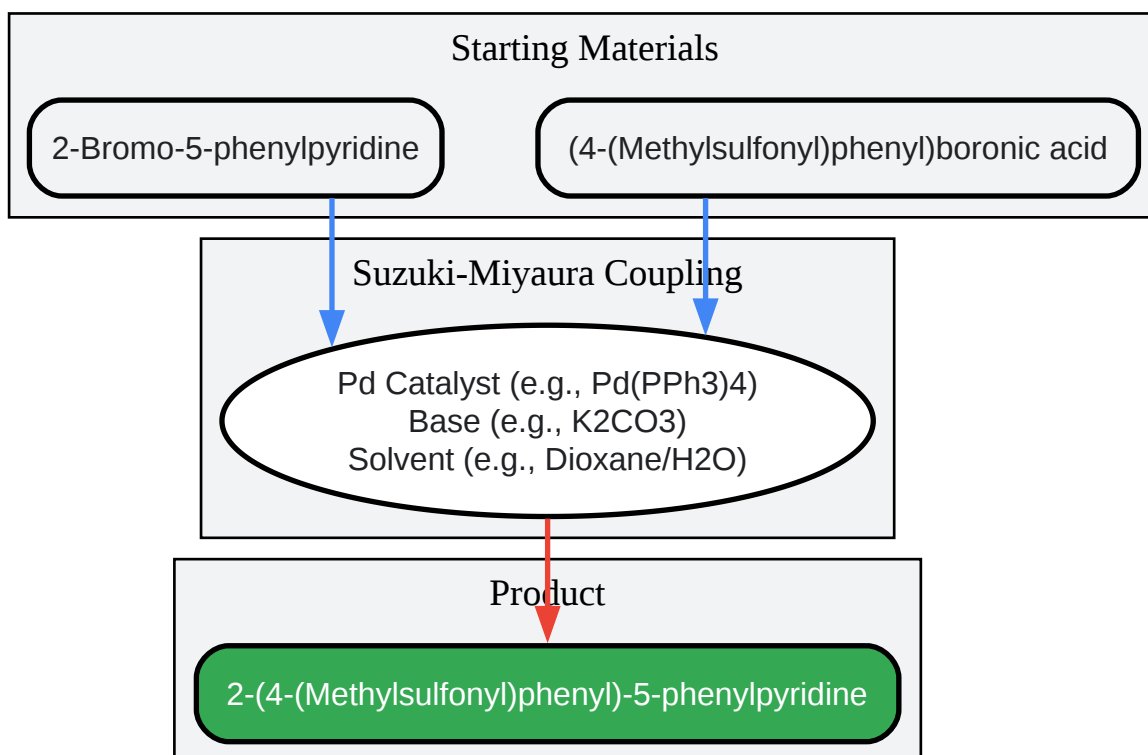 Starting Materials
2-Bromo-5-phenylpyridine
(4-(Methylsulfonyl)phenyl)boronic acid
Suzuki-Miyaura Coupling
Pd Catalyst (e.g., Pd(PPh3)4)
Base (e.g., K2CO3)
Solvent (e.g., Dioxane/H2O)
Product
2-(4-(Methylsulfonyl)phenyl)-5-phenylpyridine